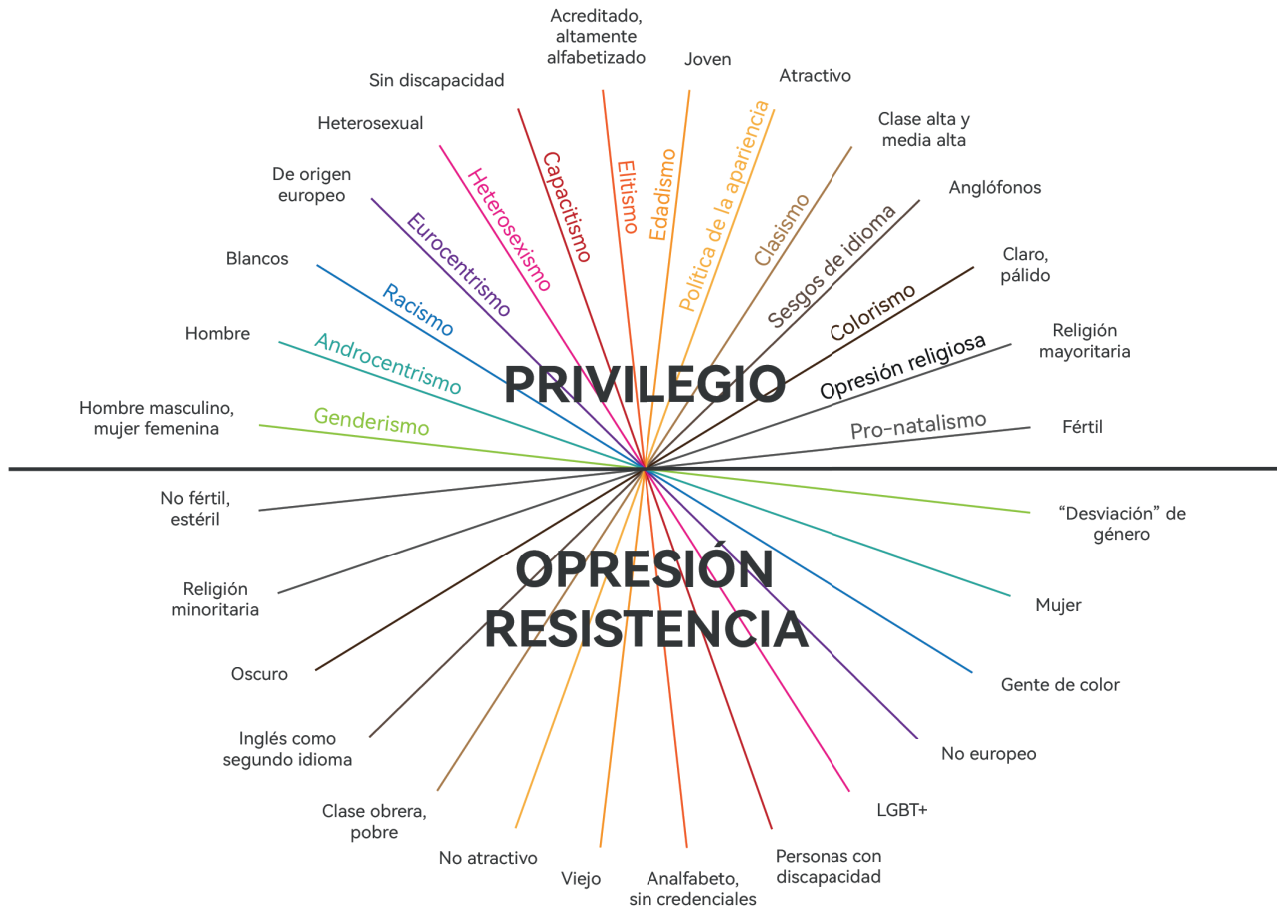 Acreditado,
altamente
alfabetizado
Joven
Atractivo
Sin discapacidad
Clase alta y
media alta
Heterosexual
De origen
europeo
Anglófonos
Blancos
Claro,
pálido
Hombre
Religión
mayoritaria
Hombre masculino,
mujer femenina
Fértil
Genderismo
Androcentrismo
Racismo
Eurocentrismo
Heterosexismo
Capacitismo
Elitismo
Edadismo
Política de la apariencia
Clasismo
Sesgos de idioma
Colorismo
Opresión religiosa
Pro-natalismo
PRIVILEGIO
OPRESIÓN
RESISTENCIA
No fértil,
estéril
Religión
minoritaria
Oscuro
Inglés como
segundo idioma
Clase obrera,
pobre
No atractivo
Viejo
Analfabeto,
sin credenciales
Personas con
discapacidad
LGBT+
No europeo
Gente de color
Mujer
“Desviación” de
género